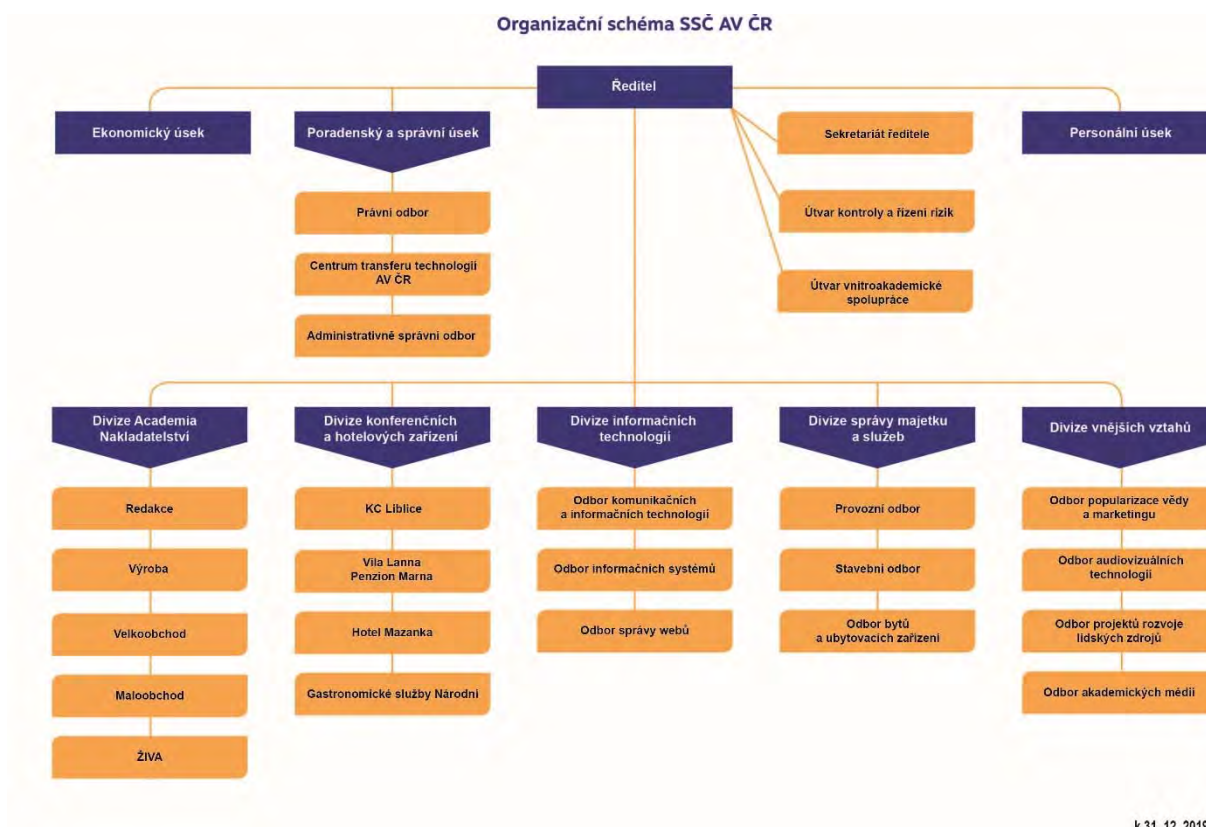 Organizační schéma SSČ AV ČR
Ředitel
Ekonomický úsek
Poradenský a správní úsek
Sekretariát ředitele
Personální úsek
Právní odbor
Útvar kontroly a řízení rizik
Centrum transferu technologií
AV ČR
Útvar vnitroakademické
spolupráce
Administrativně správní odbor
Divize Academia
Nakladatelství
Divize konferenčních
a hotelových zařízení
Divize informačních
technologií
Divize správy majetku
a služeb
Divize vnějších vztahů
Redakce
Výroba
Velkoobchod
Maloobchod
ŽIVA
KC Liblice
Vila Lanna
Penzion Marna
Hotel Mazanka
Gastronomické služby Národní
Odbor komunikačních
a informačních technologií
Odbor informačních systémů
Odbor správy webů
Provozní odbor
Stavební odbor
Odbor bytů
a ubytovacích zařízení
Odbor popularizace vědy
a marketingu
Odbor audiovizuálních
technologií
Odbor projektů rozvoje
lidských zdrojů
Odbor akademických médií
k 31. 12. 2019